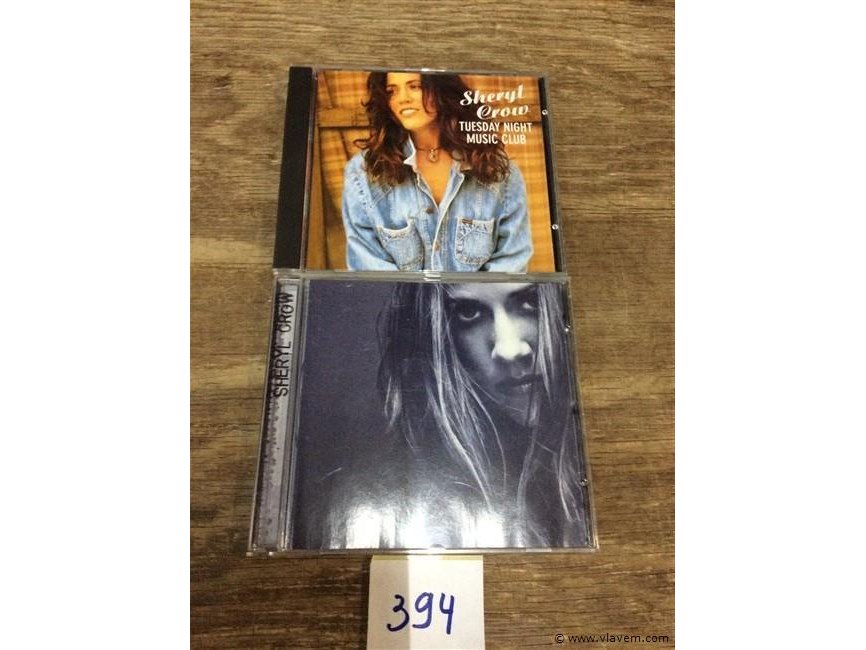 Sheryl
Crow
TUESDAY NIGHT
MUSIC CLUB
SHERYL CROW
394
© www.vlavem.com